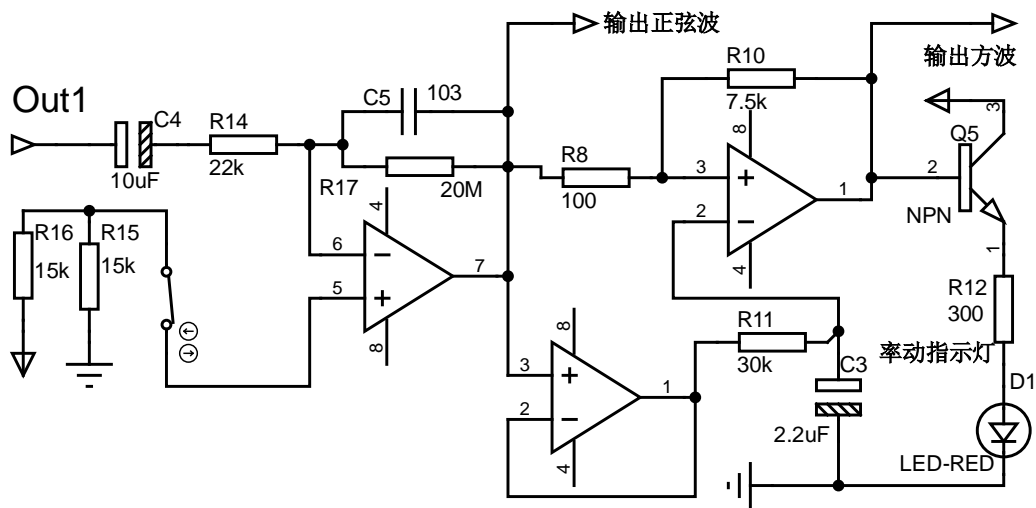 输出正弦波
输出方波
Out1
C4
10uF
R14
22k
C5
103
R17
20M
R8
100
R10
7.5k
8
3
2
1
4
Q5
3
2
1
NPN
R16
15k
R15
15k
4
6
5
7
8
R12
300
率动指示灯
R11
30k
8
3
2
1
4
C3
2.2uF
D1
LED-RED